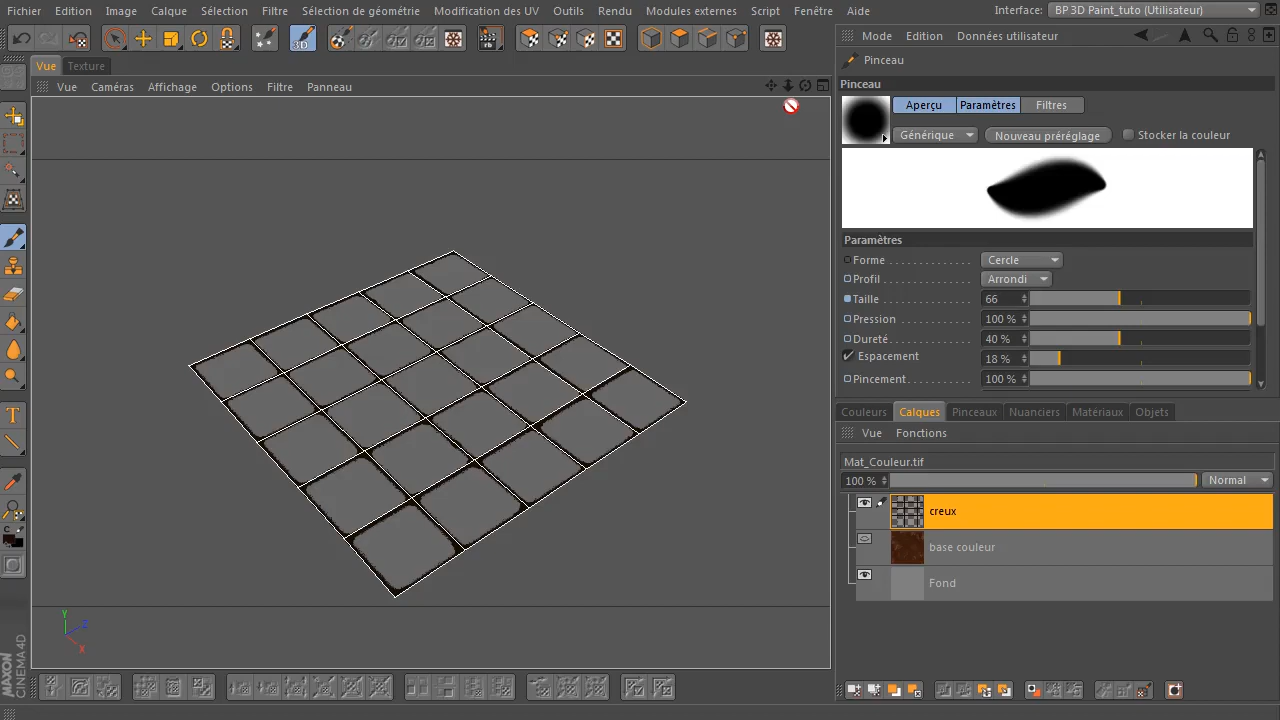 Fichier Edition Image Calque Sélection Filtre Sélection de géométrie Modification des UV Outils Rendu Modules externes Script Fenêtre Aide Interface: BP 3D Paint_tuto (Utilisateur)
3D
Mode Edition Données utilisateur
Vue Texture
Pinceau
Vue Caméras Affichage Options Filtre Panneau
Pinceau
Aperçu Paramètres Filtres
Générique Nouveau préréglage Stocker la couleur
Paramètres
Forme Cercle
Profil Arrondi
Taille 66
Pression 100 %
Dureté 40 %
Espacement 18 %
Pincement 100 %
Couleurs Calques Pinceaux Nuanciers Matériaux Objets
Vue Fonctions
Mat_Couleur.tif
100 % Normal
creux
base couleur
Fond
T
C
Y
Z
X
MAXON
CINEMA 4D